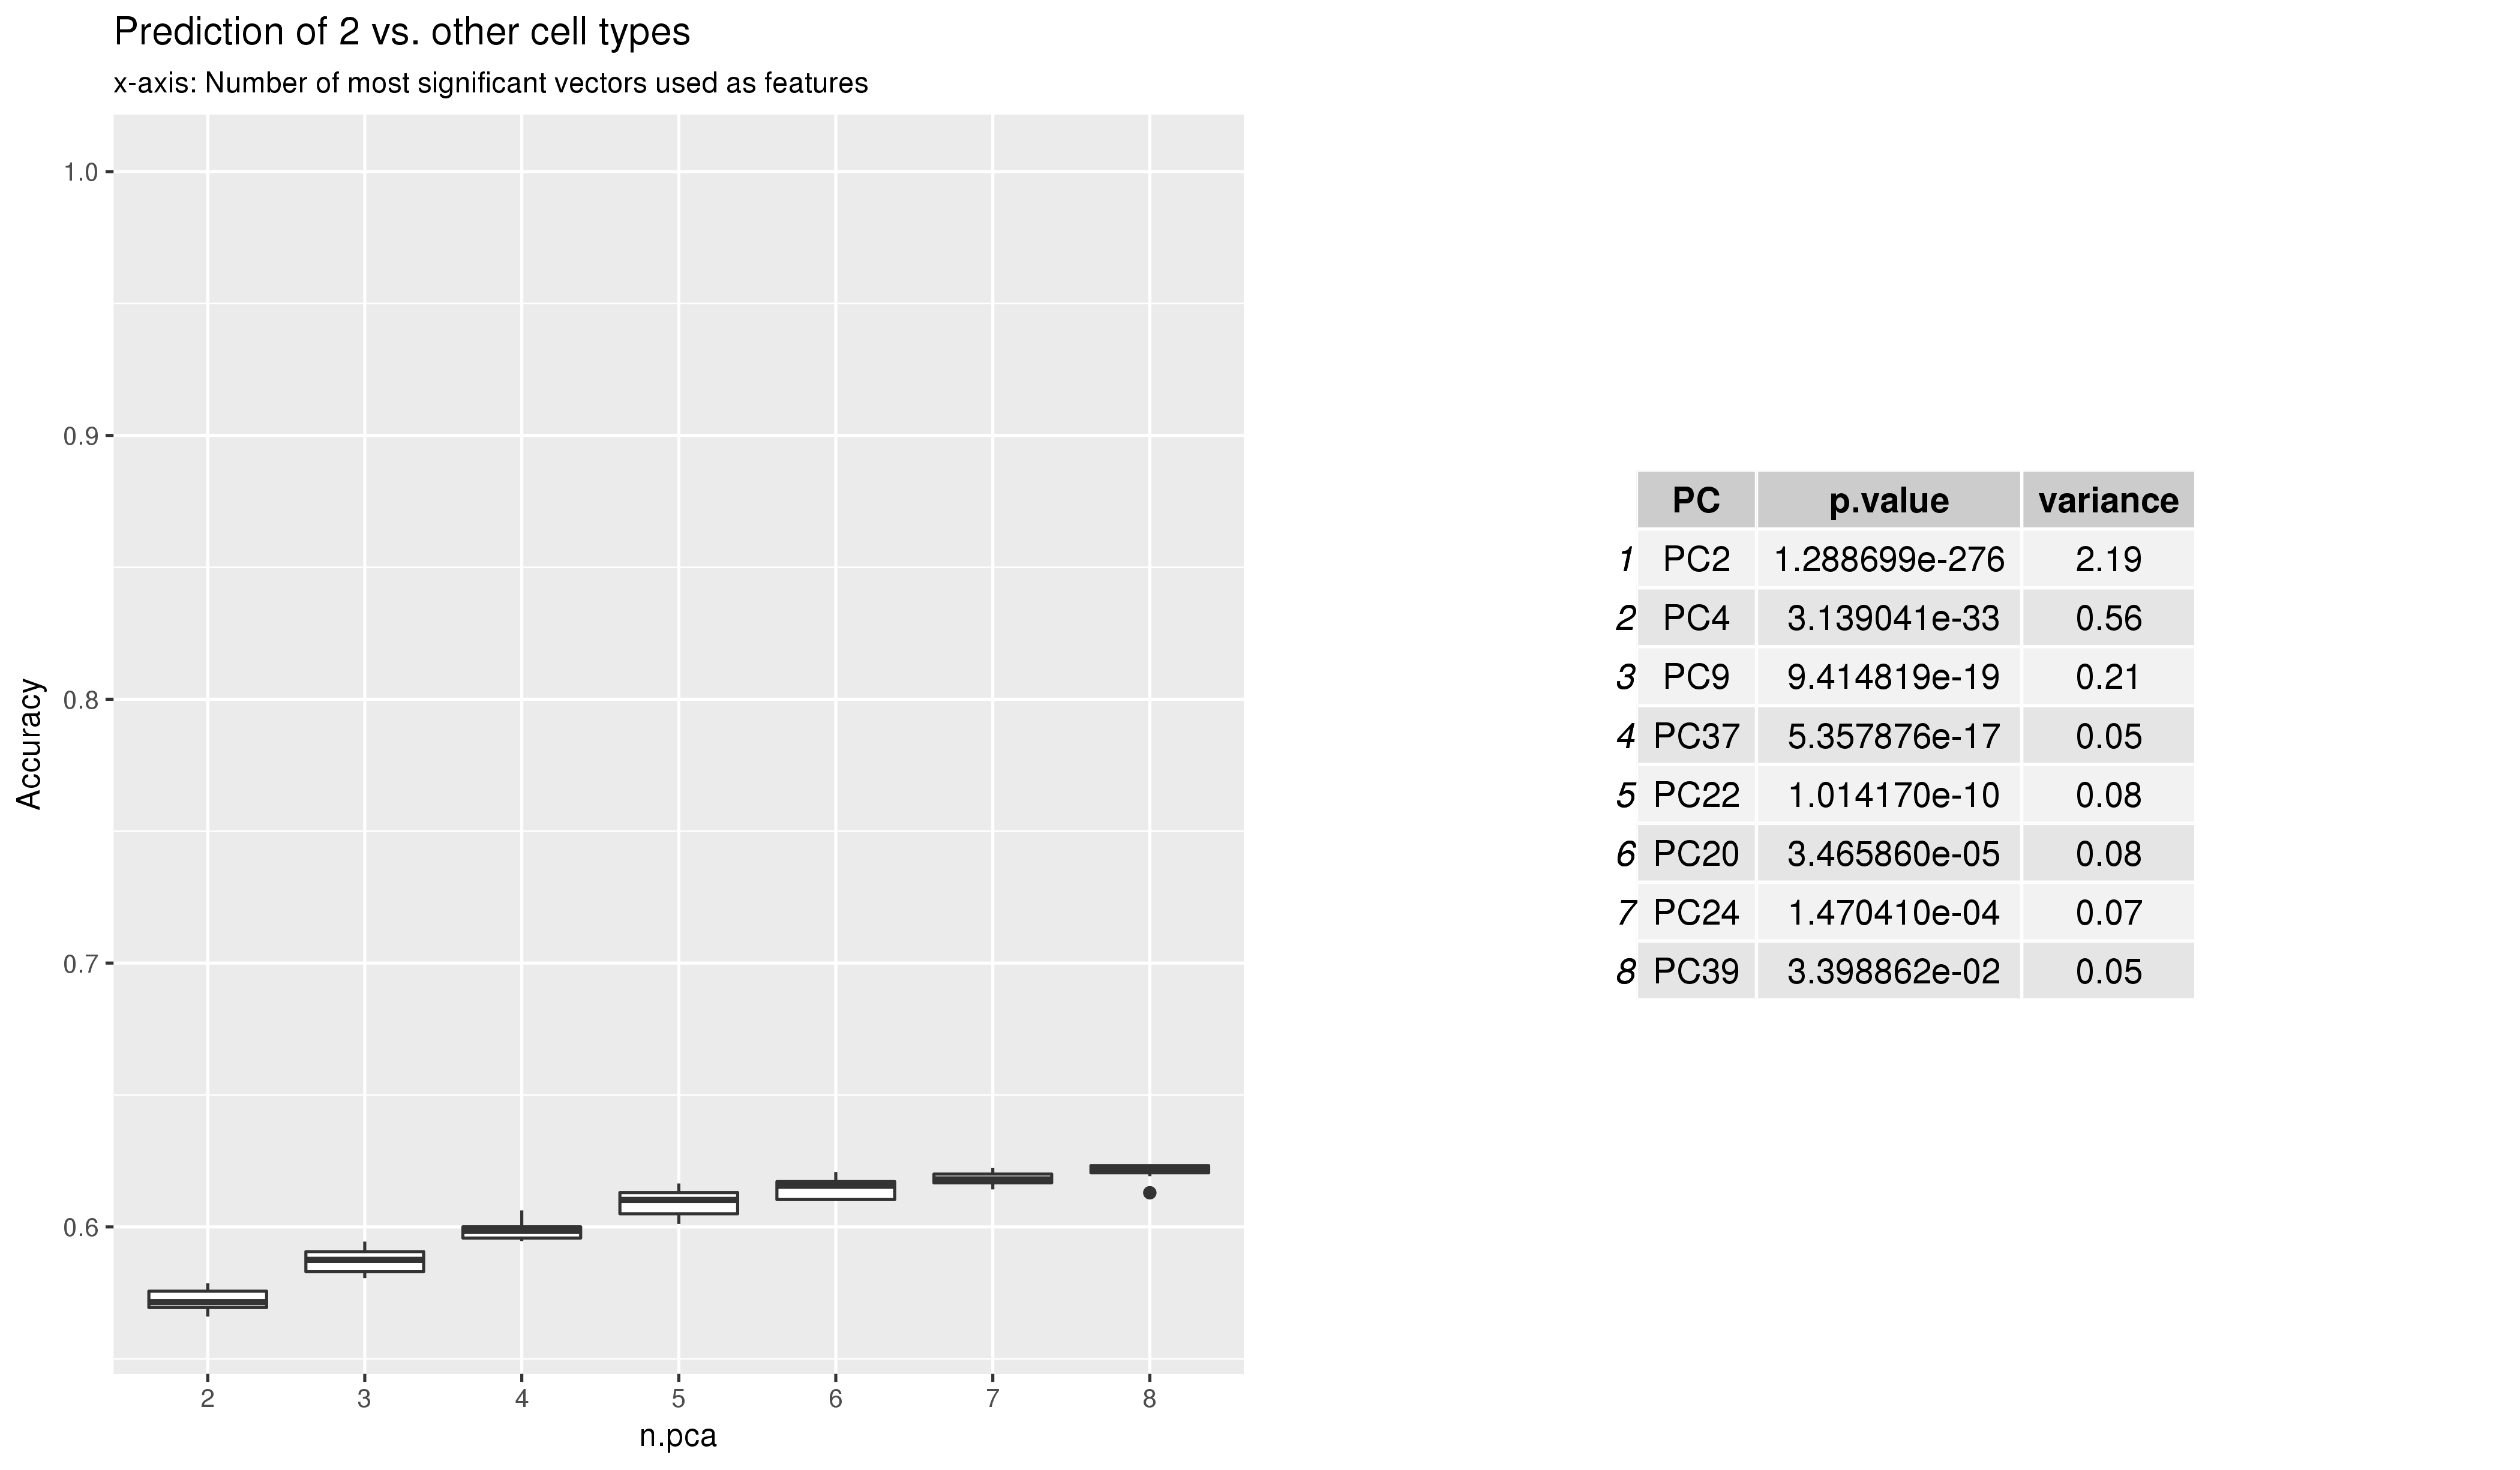 Prediction of 2 vs. other cell types
x-axis: Number of most significant vectors used as features
1.0
0.9
0.8
0.7
0.6
Accuracy
2 3 4 5 6 7 8
n.pca
PC p.value variance
1 PC2 1.288699e-276 2.19
2 PC4 3.139041e-33 0.56
3 PC9 9.414819e-19 0.21
4 PC37 5.357876e-17 0.05
5 PC22 1.014170e-10 0.08
6 PC20 3.465860e-05 0.08
7 PC24 1.470410e-04 0.07
8 PC39 3.398862e-02 0.05